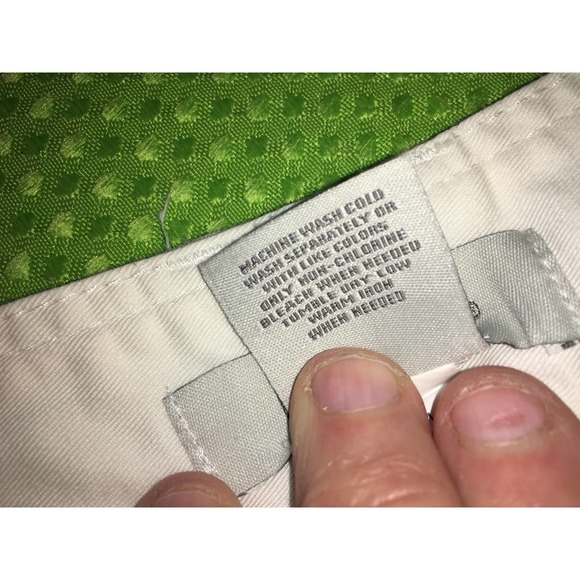 MACHINE WASH COLD
WASH SEPARATELY OR
WITH LIKE COLORS
ONLY NON-CHLORINE
BLEACH WHEN NEEDED
TUMBLE DRY LOW
WARM IRON
WHEN NEEDED